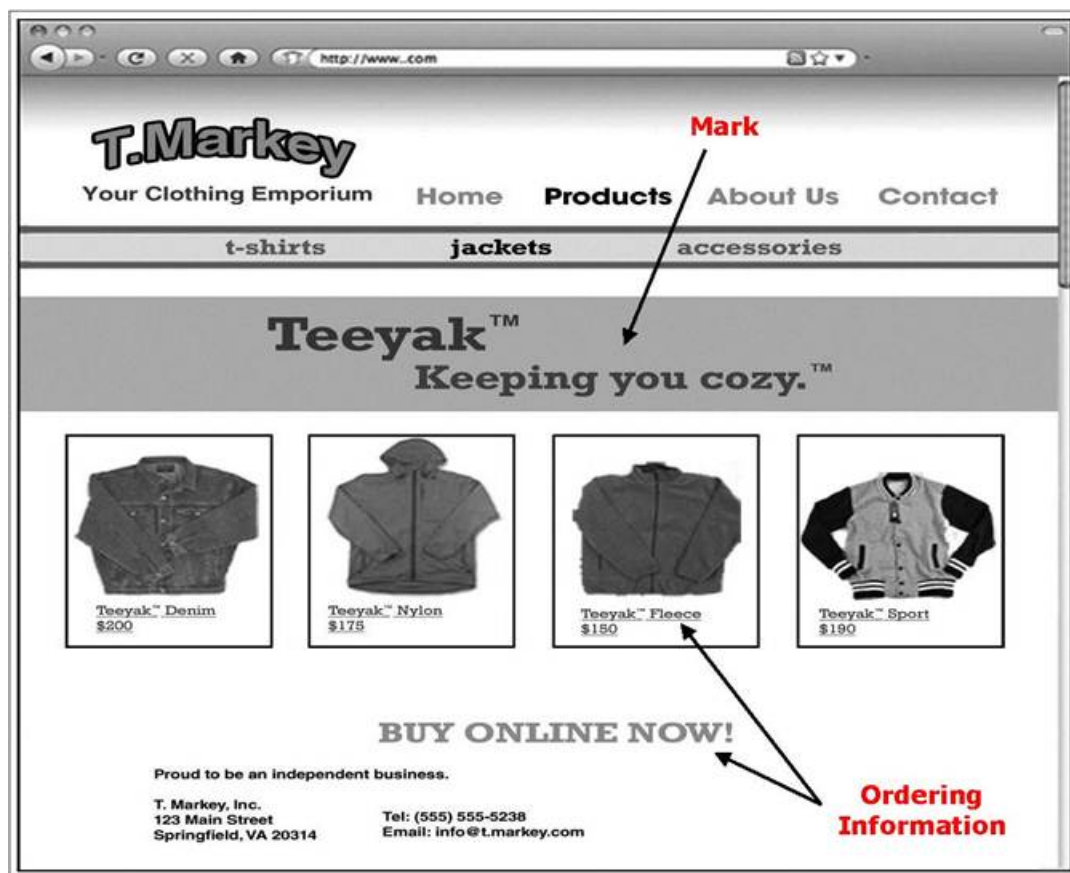 http://www..com
T.Markey
Your Clothing Emporium
Mark
Home Products About Us Contact
t-shirts jackets accessories
Teeyak™
Keeping you cozy.™
Teeyak™ Denim
$200
Teeyak™ Nylon
$175
Teeyak™ Fleece
$150
Teeyak™ Sport
$190
BUY ONLINE NOW!
Proud to be an independent business.
T. Markey, Inc.
123 Main Street
Springfield, VA 20314
Tel: (555) 555-5238
Email: info@t.markey.com
Ordering
Information